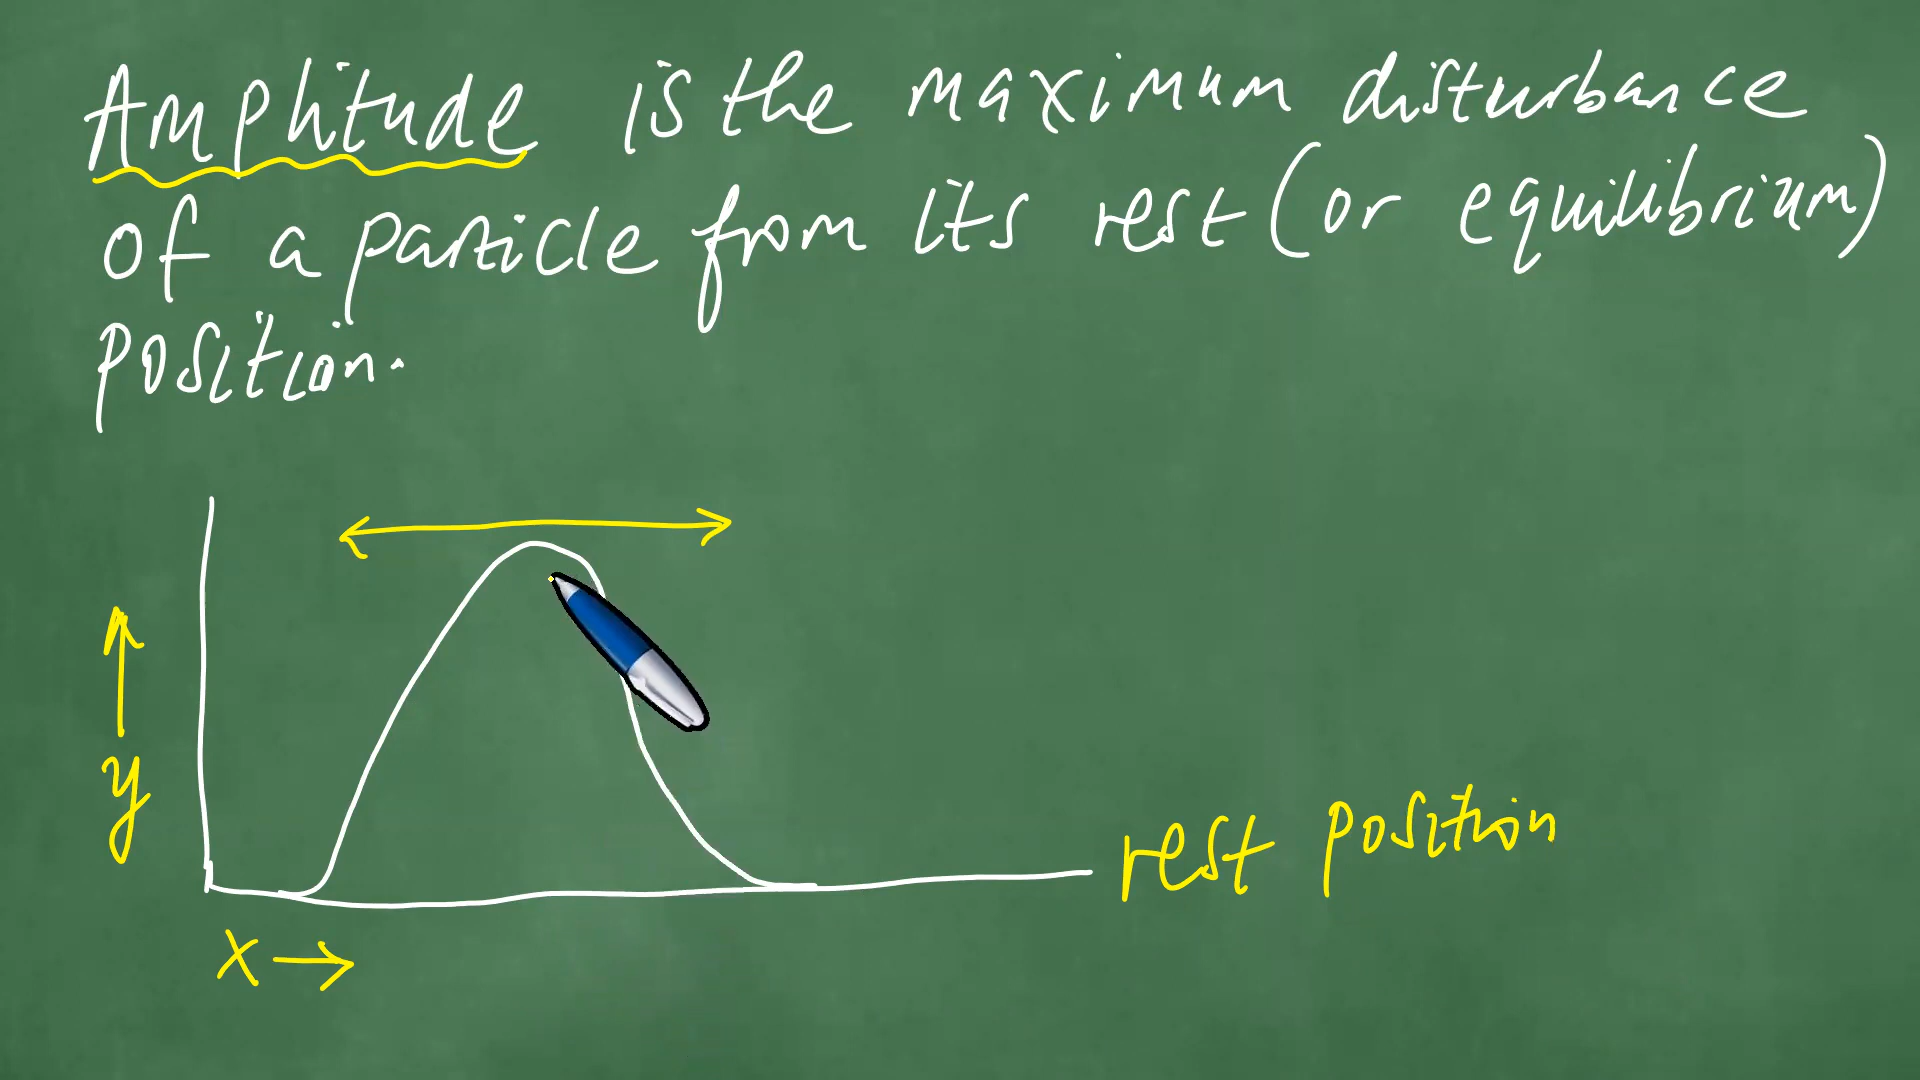 Amplitude is the maximum disturbance
of a particle from its rest (or equilibrium)
position.
y
rest position
x